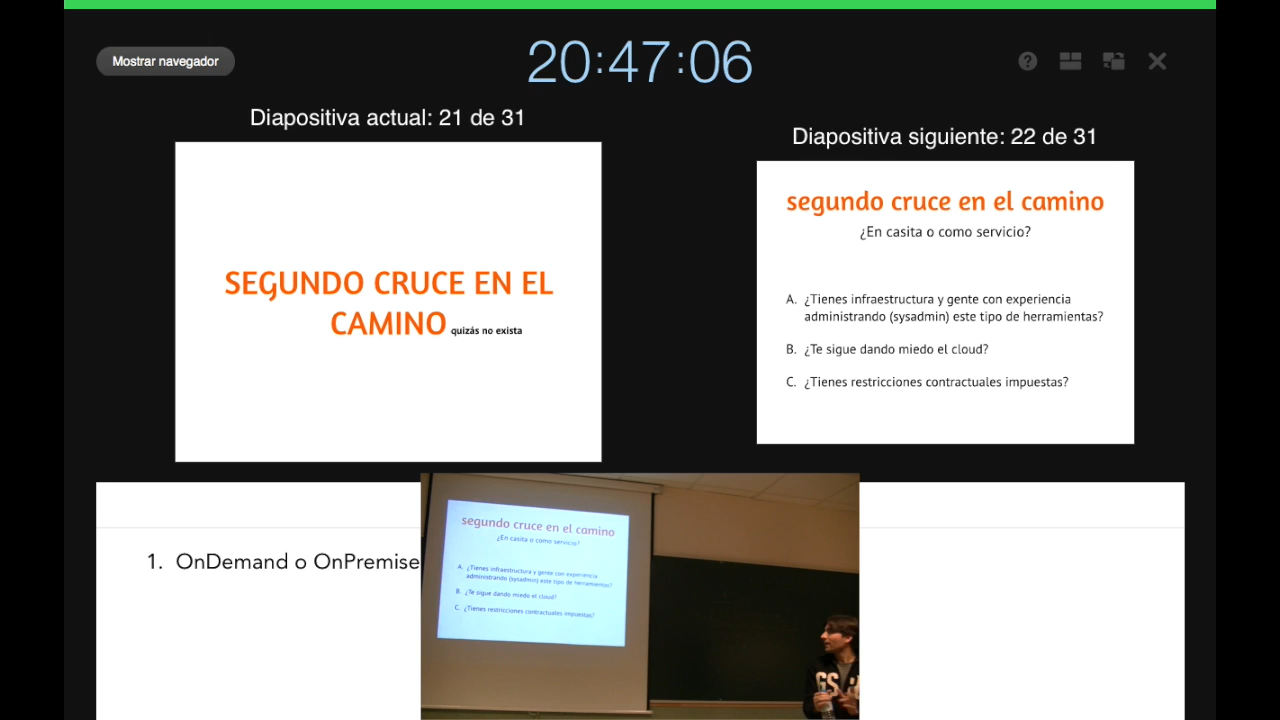 Mostrar navegador
20:47:06
Diapositiva actual: 21 de 31
SEGUNDO CRUCE EN EL
CAMINO quizás no exista
Diapositiva siguiente: 22 de 31
segundo cruce en el camino
¿En casita o como servicio?
A. ¿Tienes infraestructura y gente con experiencia
administrando (sysadmin) este tipo de herramientas?
B. ¿Te sigue dando miedo el cloud?
C. ¿Tienes restricciones contractuales impuestas?
1. OnDemand o OnPremise
segundo cruce en el camino
¿En casita o como servicio?
A. ¿Tienes infraestructura y gente con experiencia
administrando (sysadmin) este tipo de herramientas?
B. ¿Te sigue dando miedo el cloud?
C. ¿Tienes restricciones contractuales impuestas?